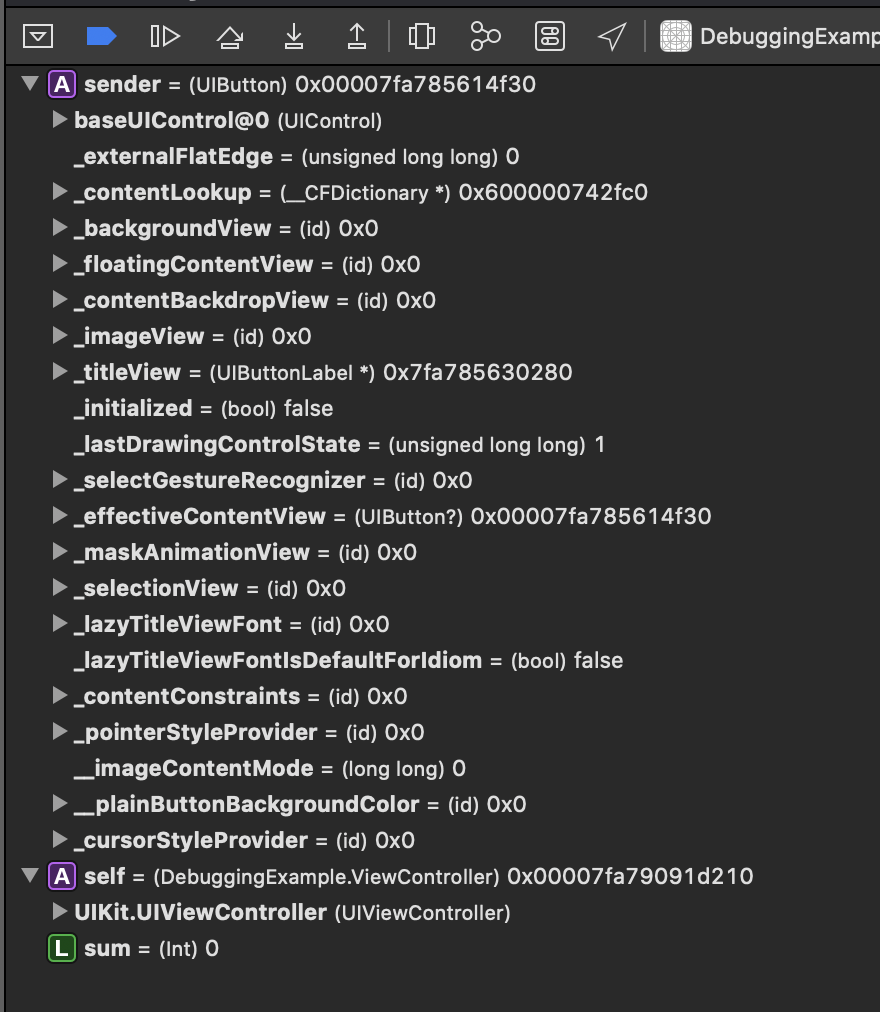 DebuggingExamp
A sender = (UIButton) 0x00007fa785614f30
baseUIControl@0 (UIControl)
_externalFlatEdge = (unsigned long long) 0
_contentLookup = (__CFDictionary *) 0x600000742fc0
_backgroundView = (id) 0x0
_floatingContentView = (id) 0x0
_contentBackdropView = (id) 0x0
_imageView = (id) 0x0
_titleView = (UIButtonLabel *) 0x7fa785630280
_initialized = (bool) false
_lastDrawingControlState = (unsigned long long) 1
_selectGestureRecognizer = (id) 0x0
_effectiveContentView = (UIButton?) 0x00007fa785614f30
_maskAnimationView = (id) 0x0
_selectionView = (id) 0x0
_lazyTitleViewFont = (id) 0x0
_lazyTitleViewFontIsDefaultForIdiom = (bool) false
_contentConstraints = (id) 0x0
_pointerStyleProvider = (id) 0x0
__imageContentMode = (long long) 0
__plainButtonBackgroundColor = (id) 0x0
_cursorStyleProvider = (id) 0x0
A self = (DebuggingExample.ViewController) 0x00007fa79091d210
UIKit.UIViewController (UIViewController)
L sum = (Int) 0